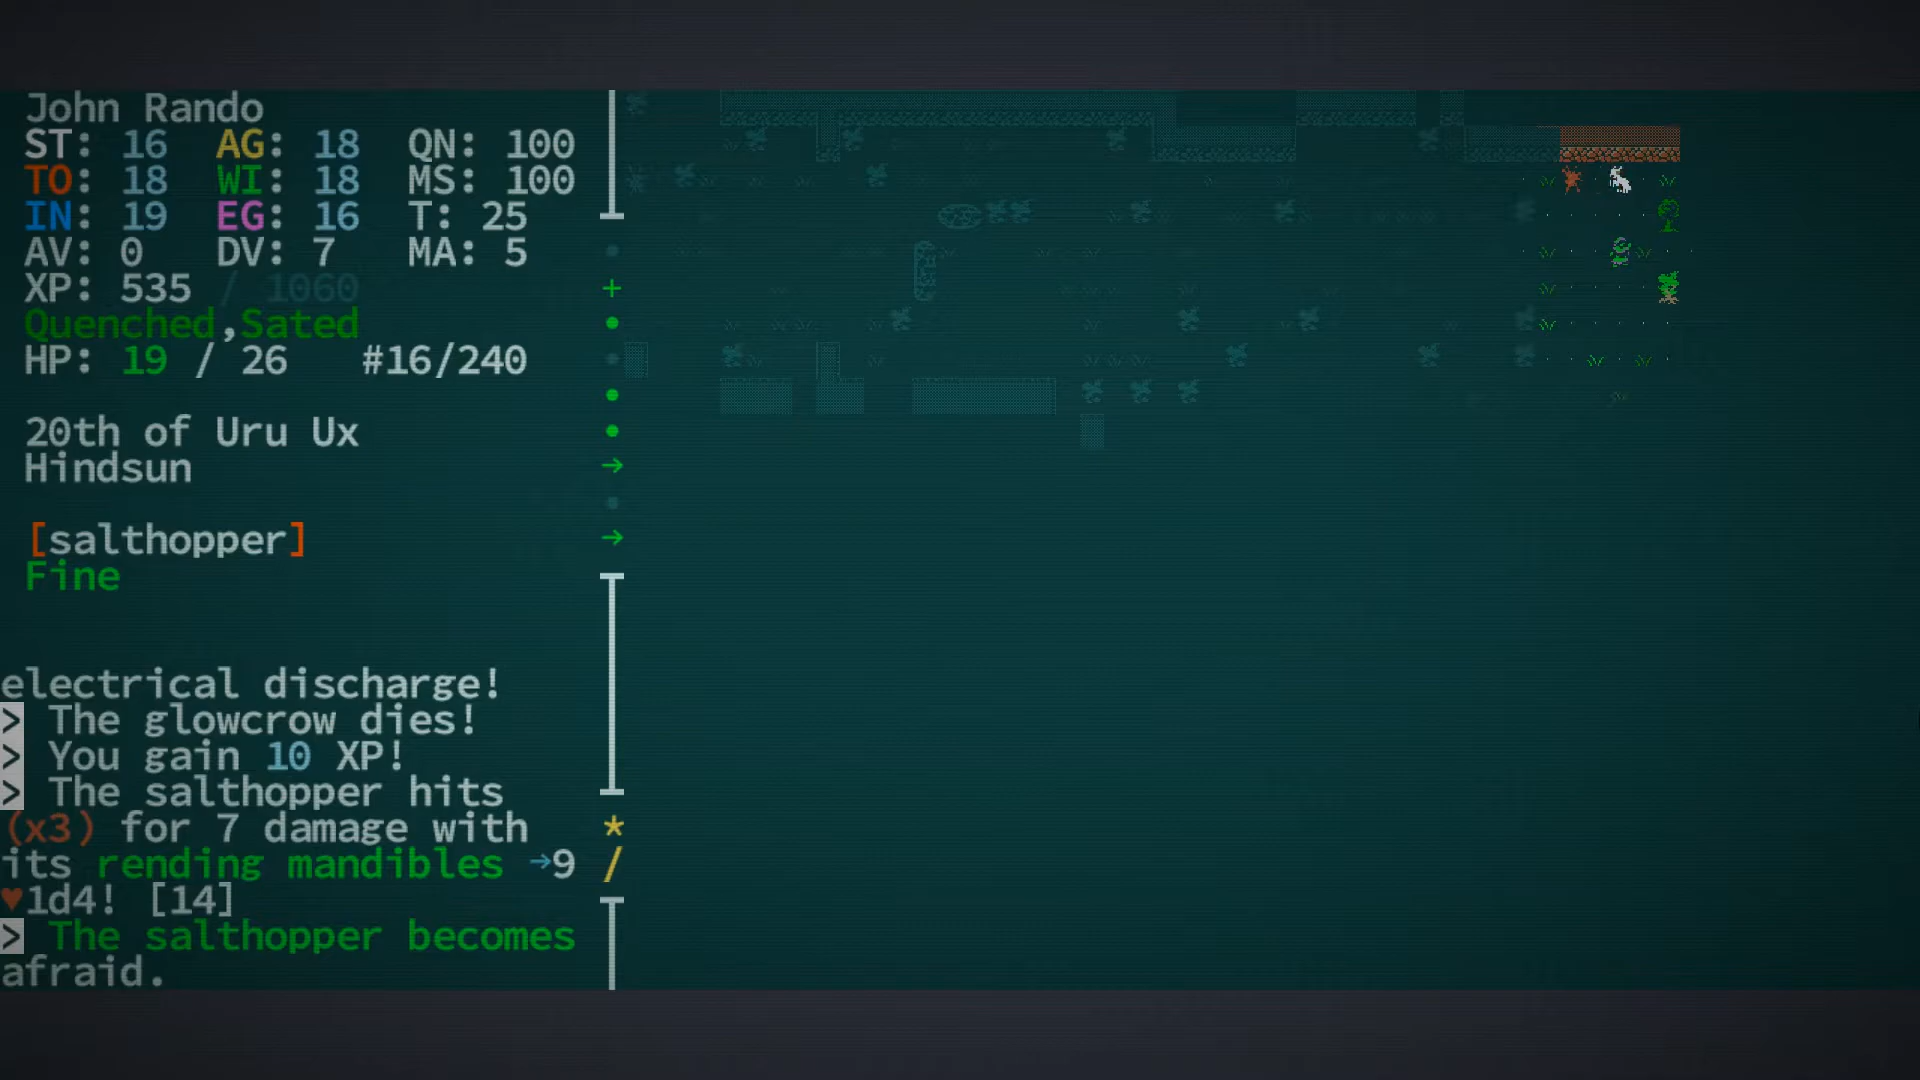 John Rando
ST: 16 AG: 18 QN: 100
TO: 18 WI: 18 MS: 100
IN: 19 EG: 16 T: 25
AV: 0 DV: 7 MA: 5
XP: 535 / 1060
Quenched,Sated
HP: 19 / 26 #16/240
20th of Uru Ux
Hindsun
[salthopper]
Fine
electrical discharge!
> The glowcrow dies!
> You gain 10 XP!
> The salthopper hits
(x3) for 7 damage with
its rending mandibles →9
♥1d4! [14]
> The salthopper becomes
afraid.